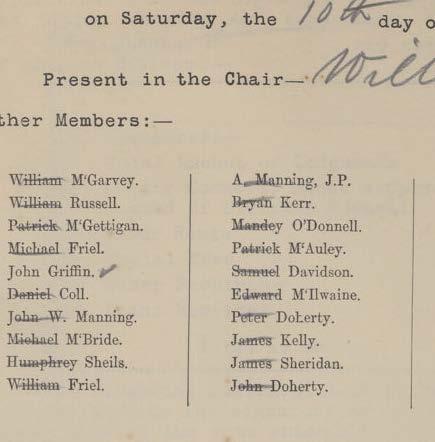 on Saturday, the 10th day o
Present in the Chair— Will
ther Members:—
William M'Garvey.
William Russell.
Patrick M'Gettigan.
Michael Friel.
John Griffin. ✓
Daniel Coll.
John W. Manning.
Michael M'Bride.
Humphrey Sheils.
William Friel.
A. Manning, J.P.
Bryan Kerr.
Mandey O'Donnell.
Patrick M'Auley.
Samuel Davidson.
Edward M'Ilwaine.
Peter Doherty.
James Kelly.
James Sheridan.
John Doherty.